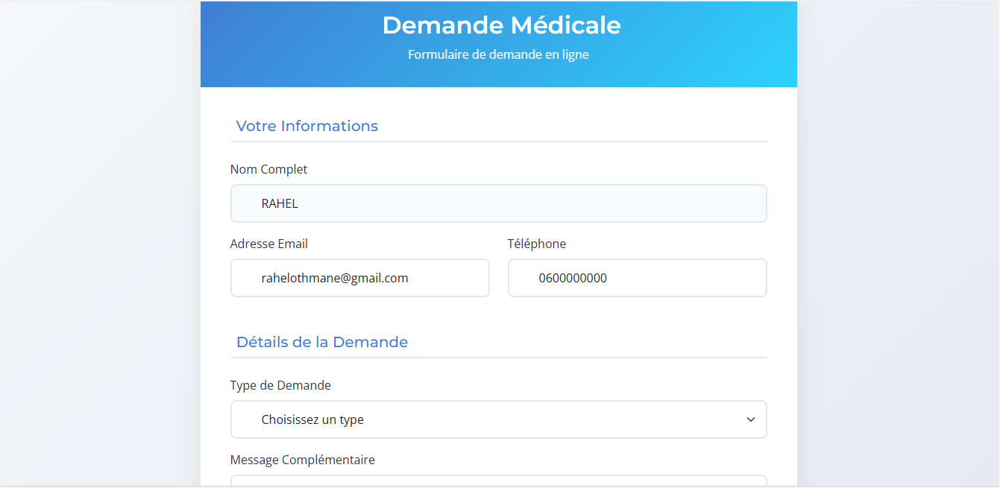 Demande Médicale
Formulaire de demande en ligne
Votre Informations
Nom Complet
RAHEL
Adresse Email
Téléphone
rahelothmane@gmail.com
0600000000
Détails de la Demande
Type de Demande
Choisissez un type
Message Complémentaire